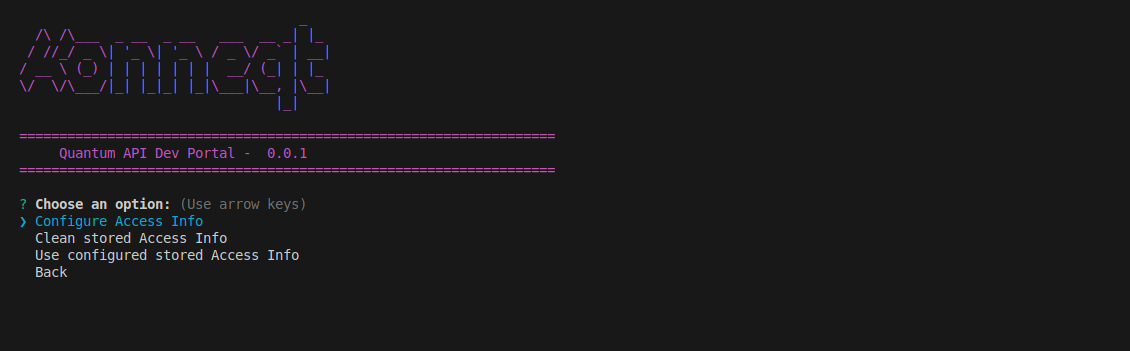 Konneqt
Quantum API Dev Portal -  0.0.1
? Choose an option: (Use arrow keys)
❯ Configure Access Info
Clean stored Access Info
Use configured stored Access Info
Back